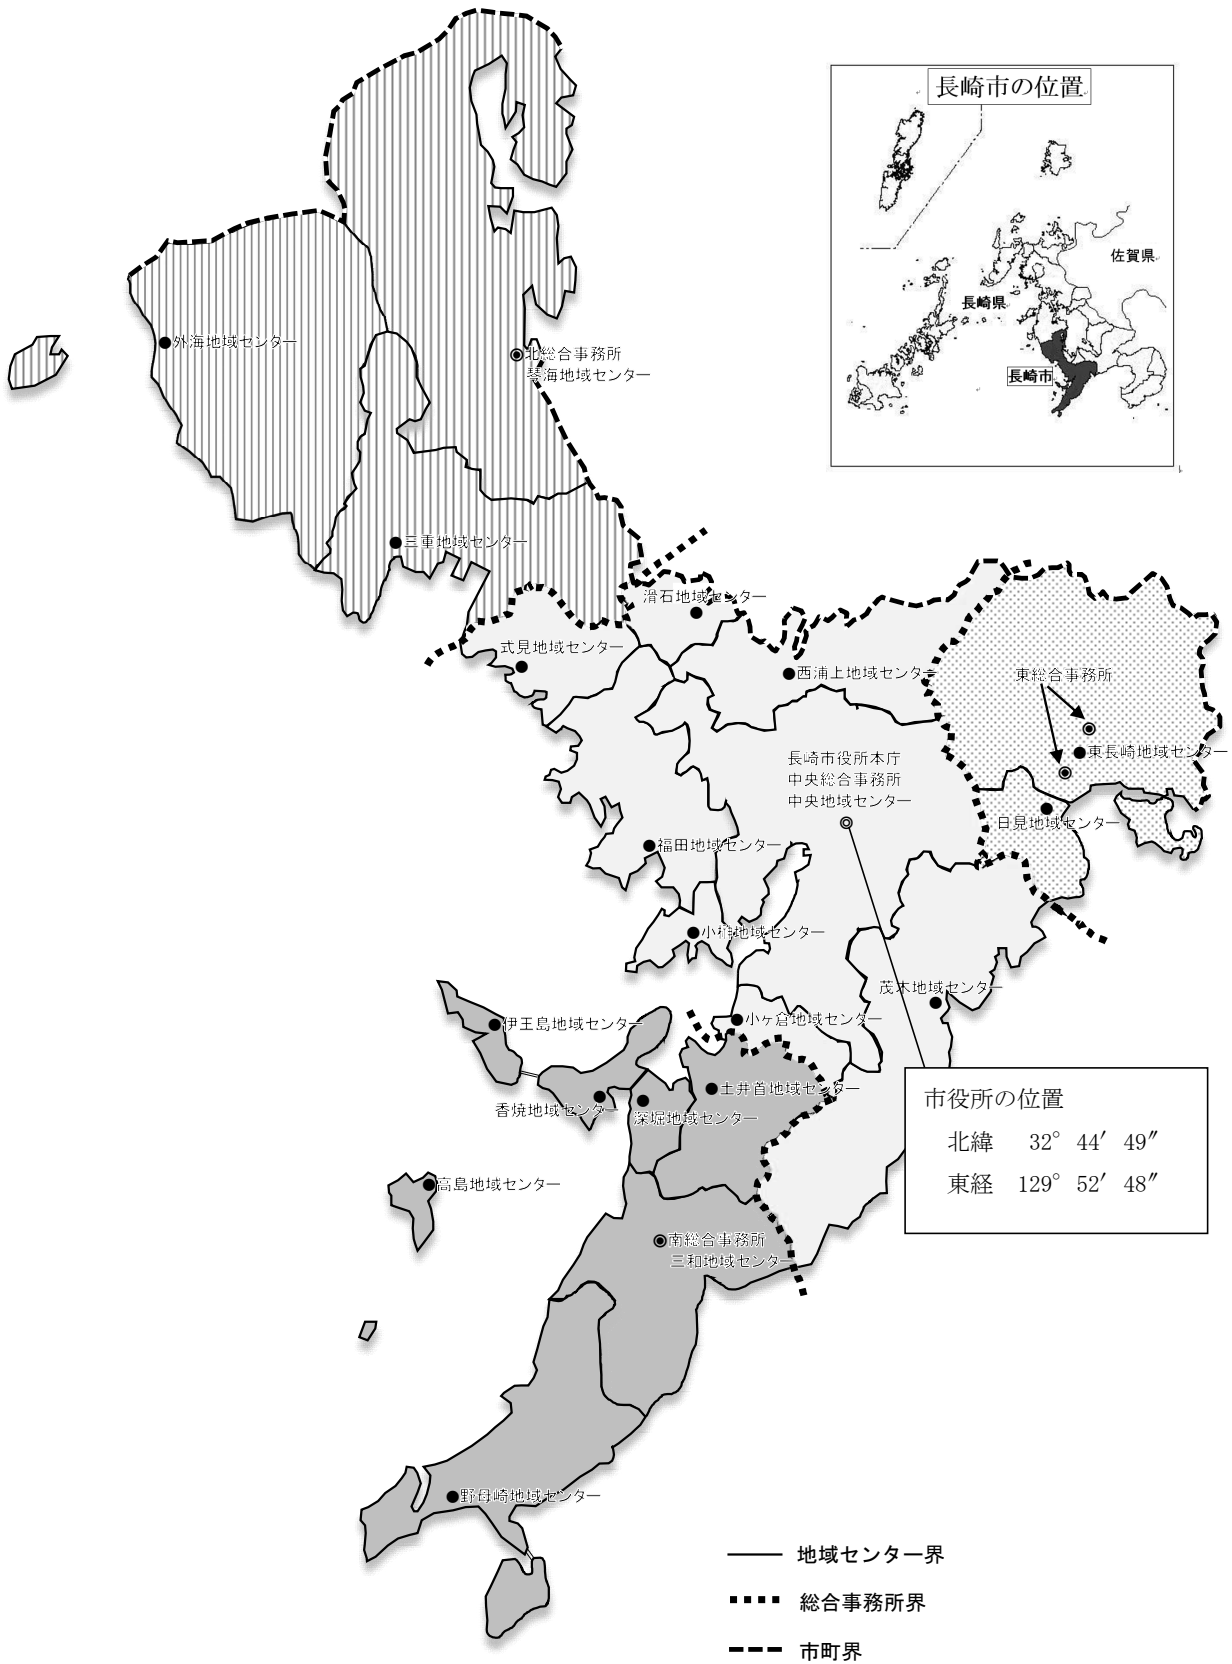 長崎市の位置
佐賀県
長崎県
長崎市
外海地域センター
北総合事務所
琴海地域センター
三重地域センター
滑石地域センター
式見地域センター
西浦上地域センター
東総合事務所
東長崎地域センター
長崎市役所本庁
中央総合事務所
中央地域センター
日見地域センター
福田地域センター
小榊地域センター
茂木地域センター
小ヶ倉地域センター
伊王島地域センター
土井首地域センター
香焼地域センター
深堀地域センター
市役所の位置
北緯 32° 44′ 49″
東経 129° 52′ 48″
高島地域センター
南総合事務所
三和地域センター
野母崎地域センター
地域センター界
総合事務所界
市町界